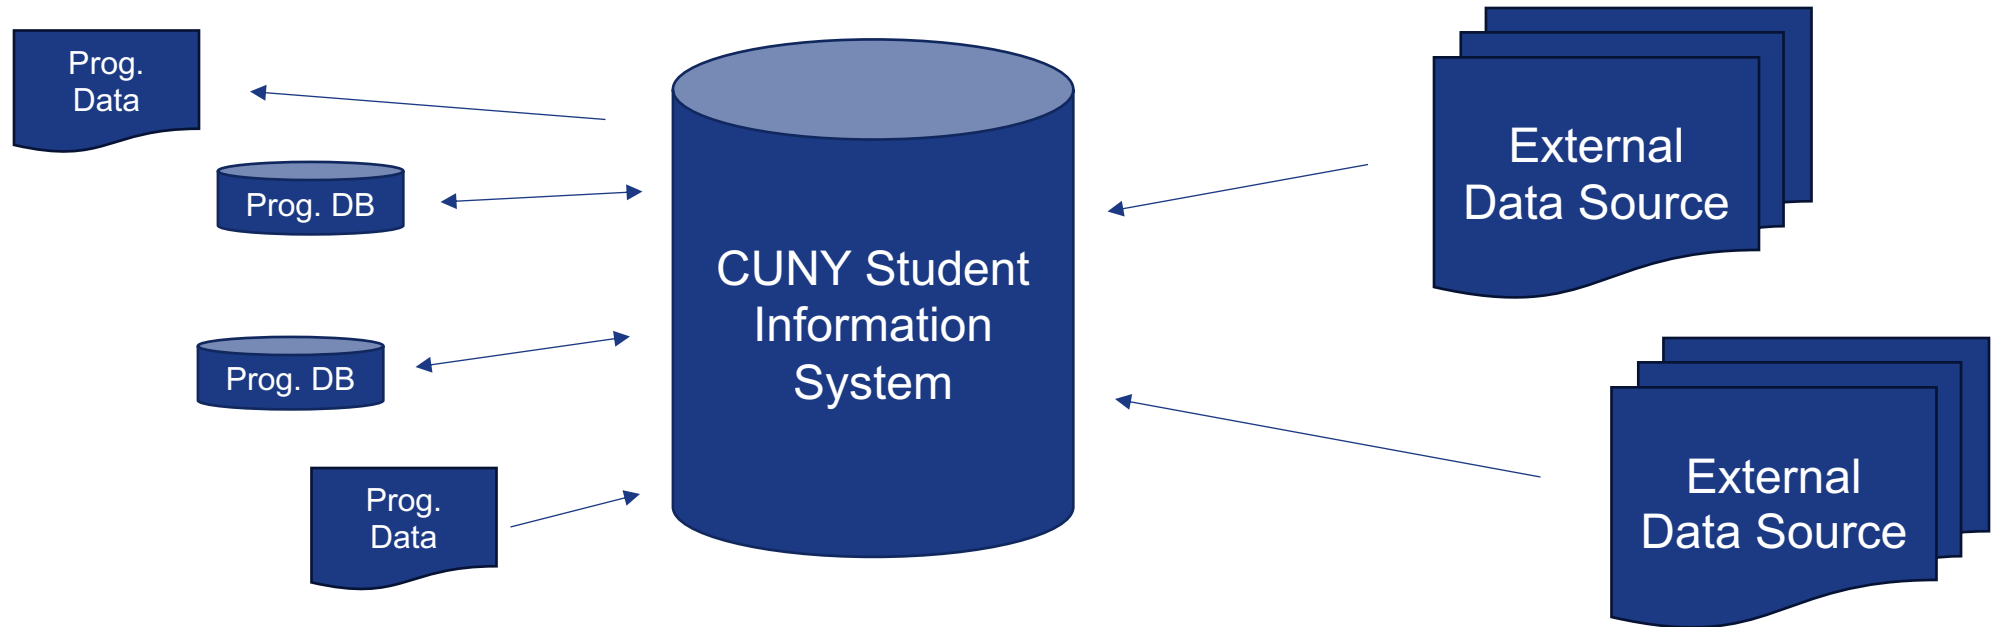 Prog.
Data
Prog. DB
Prog. DB
Prog.
Data
CUNY Student
Information
System
External
Data Source
External
Data Source